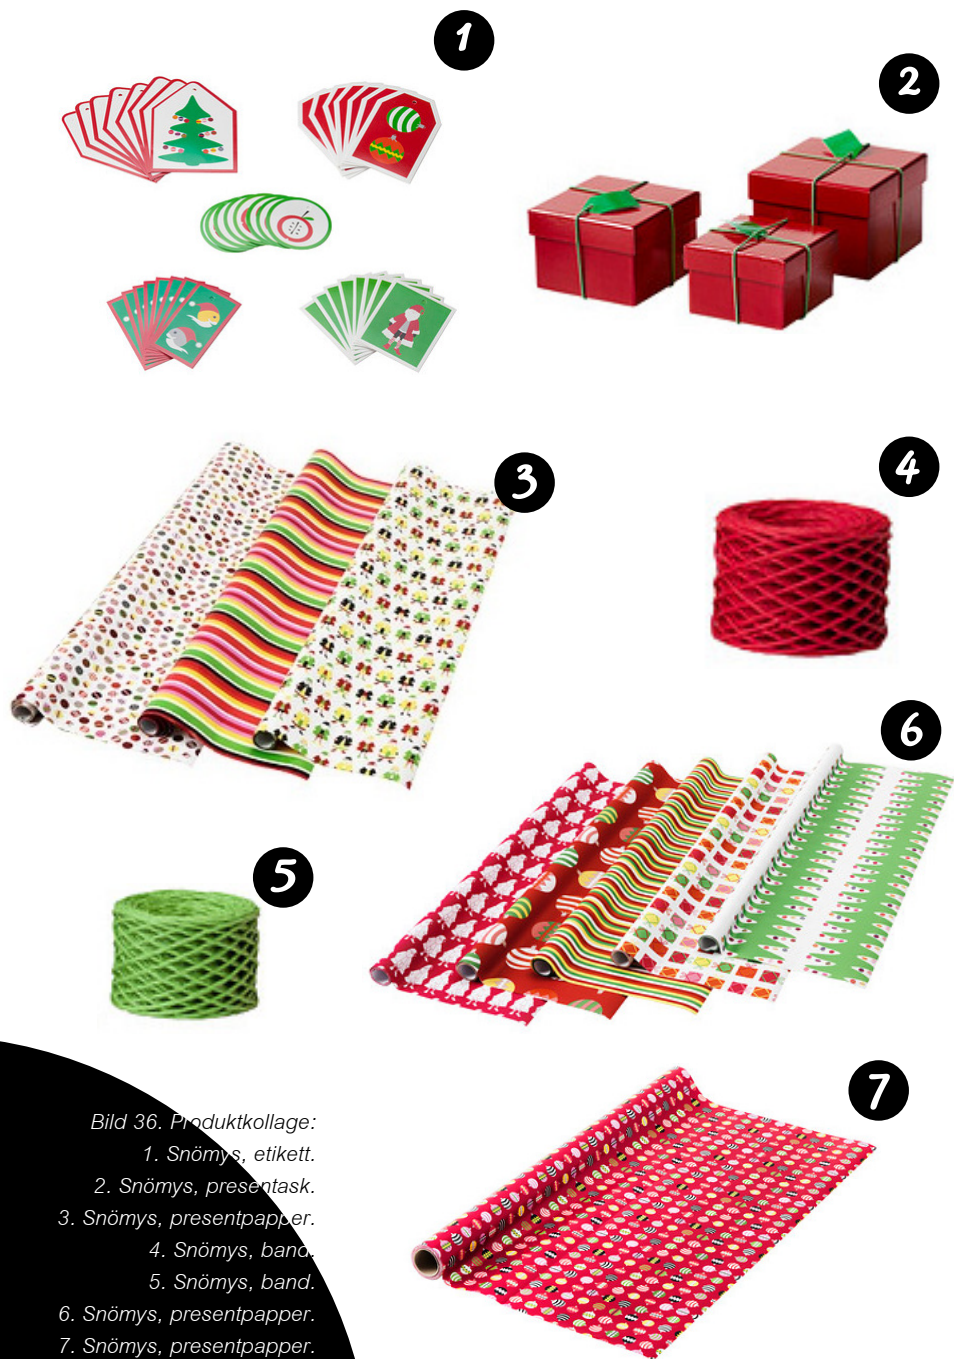 1
2
3
4
6
5
7
Bild 36. Produktkollage:
1. Snömys, etikett.
2. Snömys, presentask.
3. Snömys, presentpapper.
4. Snömys, band.
5. Snömys, band.
6. Snömys, presentpapper.
7. Snömys, presentpapper.